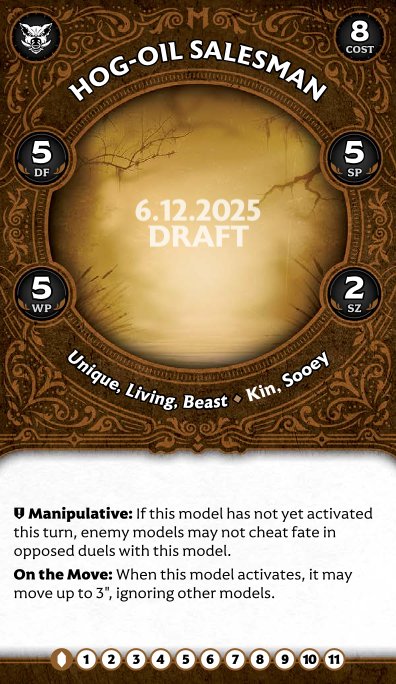 8
COST
HOG-OIL SALESMAN
5
DF
5
SP
6.12.2025
DRAFT
5
WP
2
SZ
Unique, Living, Beast • Kin, Sooey
Manipulative: If this model has not yet activated
this turn, enemy models may not cheat fate in
opposed duels with this model.
On the Move: When this model activates, it may
move up to 3", ignoring other models.
1 2 3 4 5 6 7 8 9 10 11